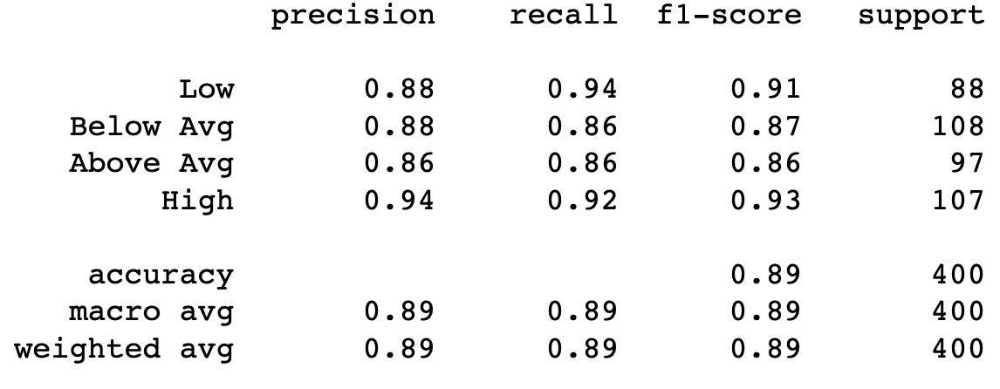 precision recall f1-score support
Low 0.88 0.94 0.91 88
Below Avg 0.88 0.86 0.87 108
Above Avg 0.86 0.86 0.86 97
High 0.94 0.92 0.93 107
accuracy 0.89 400
macro avg 0.89 0.89 0.89 400
weighted avg 0.89 0.89 0.89 400